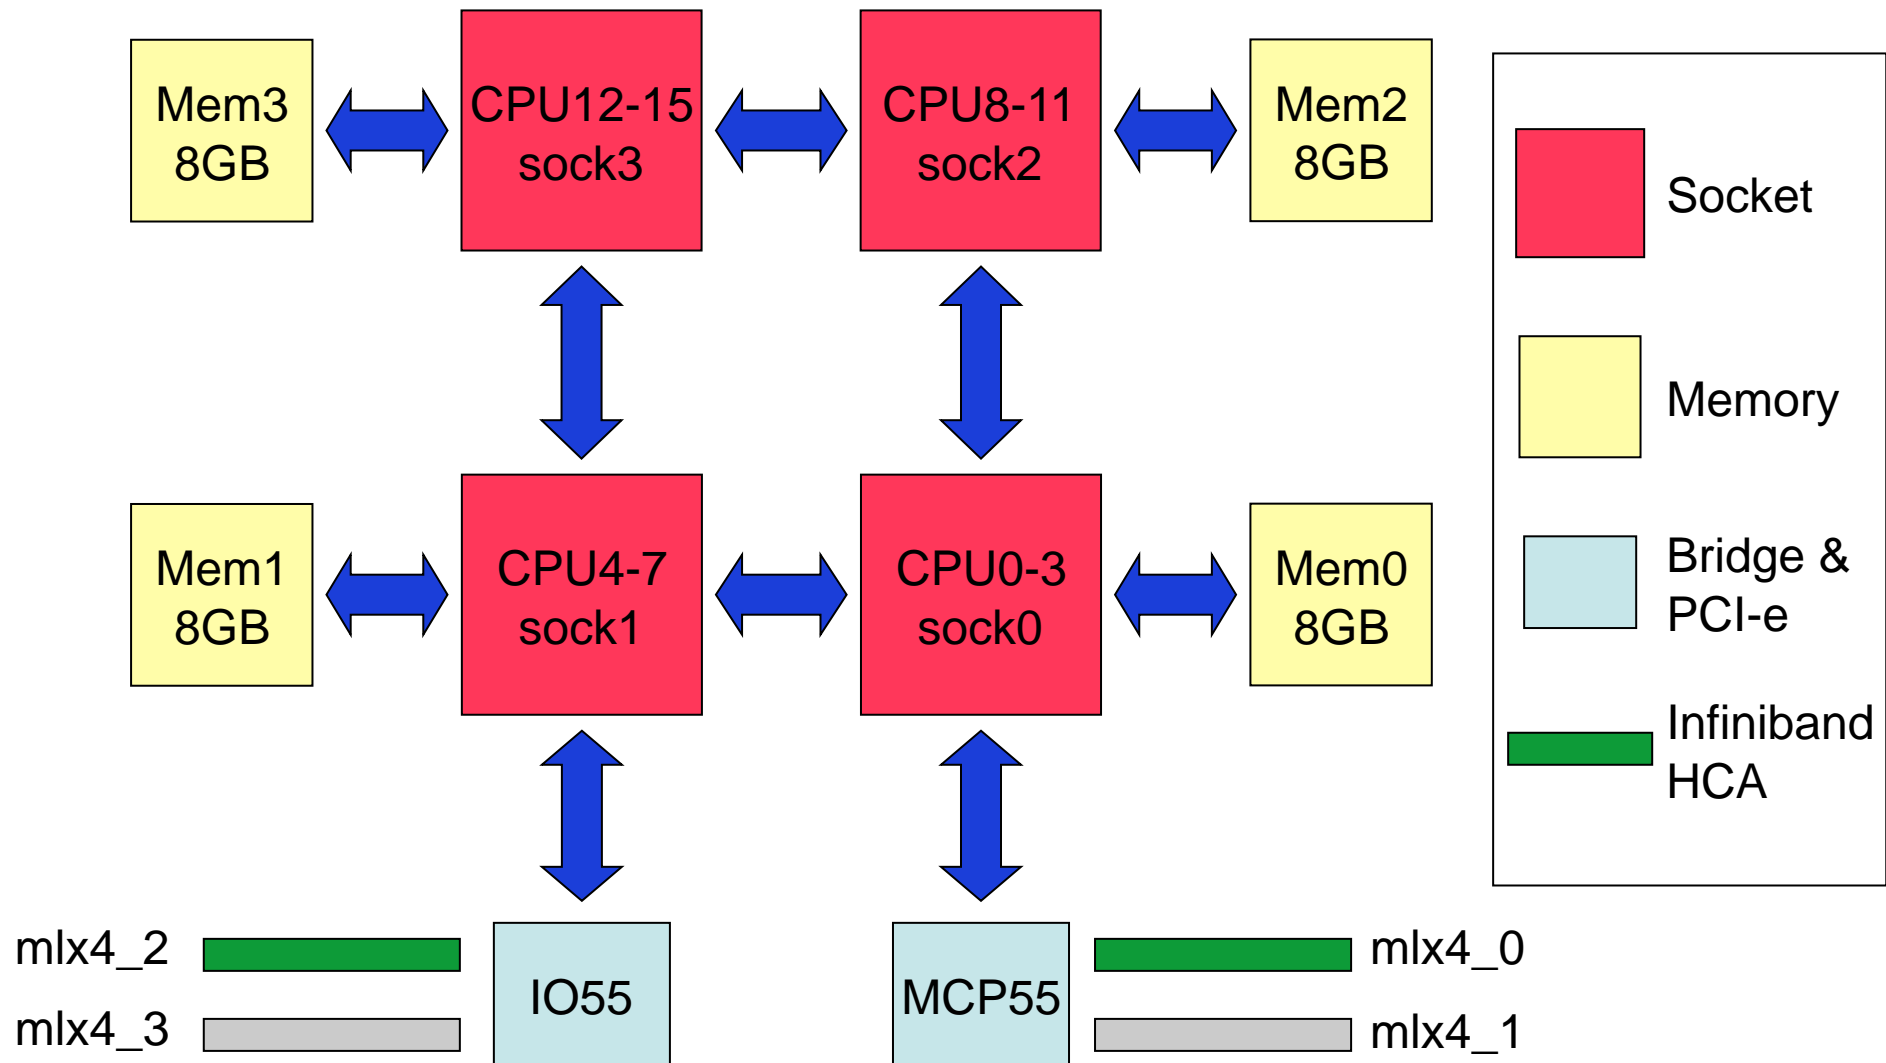 Mem3
8GB
CPU12-15
sock3
CPU8-11
sock2
Mem2
8GB
Mem1
8GB
CPU4-7
sock1
CPU0-3
sock0
Mem0
8GB
mlx4_2
mlx4_3
IO55
MCP55
mlx4_0
mlx4_1
Socket
Memory
Bridge &
PCI-e
Infiniband
HCA